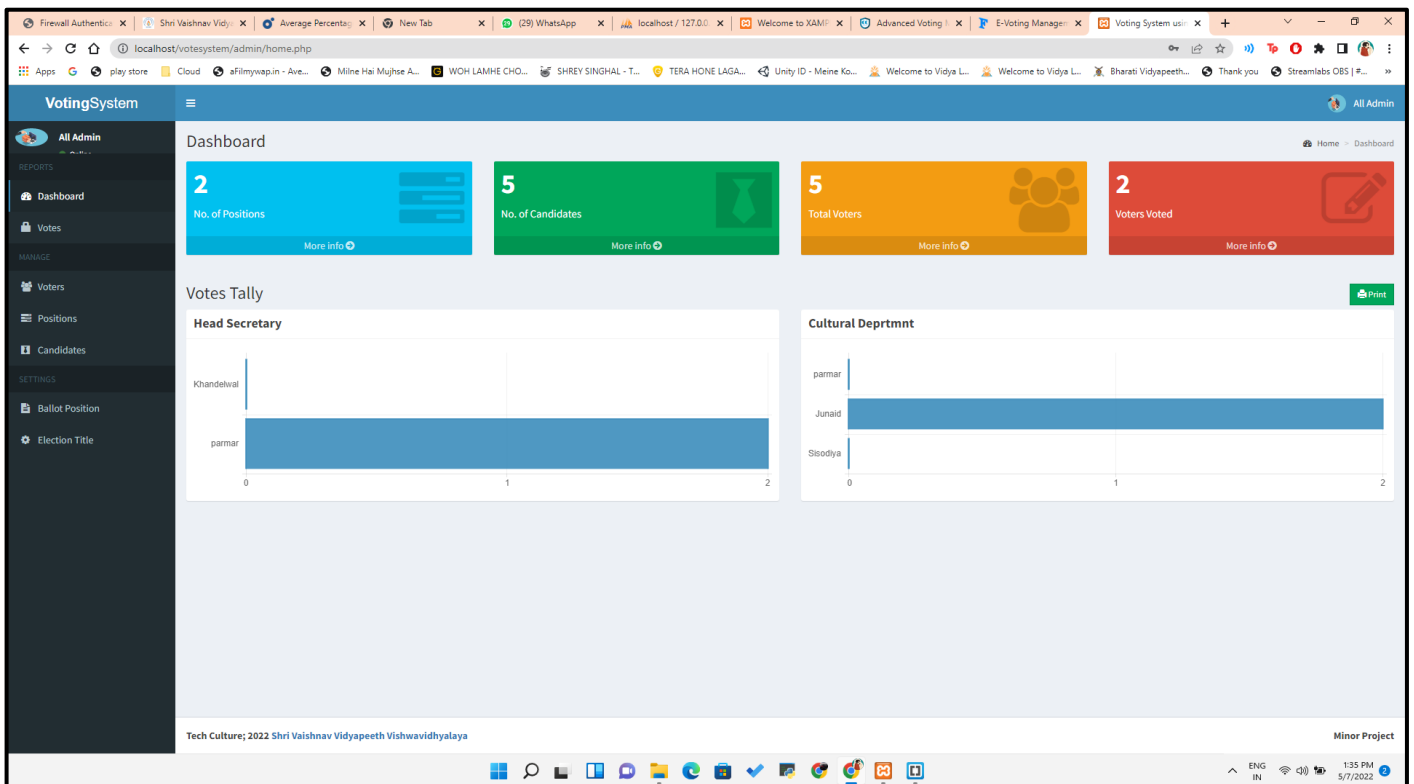 Firewall Authentica
Shri Vaishnav Vidya
Average Percentag
New Tab
(29) WhatsApp
localhost / 127.0.0.
Welcome to XAMP
Advanced Voting
E-Voting Managem
Voting System usin
localhost/votesystem/admin/home.php
Apps
play store
Cloud
aFilmywap.in - Ave...
Milne Hai Mujhse A...
WOH LAMHE CHO...
SHREY SINGHAL - T...
TERA HONE LAGA...
Unity ID - Meine Ko...
Welcome to Vidya L...
Welcome to Vidya L...
Bharati Vidyapeeth...
Thank you
Streamlabs OBS | #...
VotingSystem
All Admin
All Admin
Dashboard
Home > Dashboard
REPORTS
Dashboard
Votes
MANAGE
Voters
Positions
Candidates
SETTINGS
Ballot Position
Election Title
2
No. of Positions
More info
5
No. of Candidates
More info
5
Total Voters
More info
2
Voters Voted
More info
Votes Tally
Print
Head Secretary
Khandelwal
parmar
0 1 2
Cultural Deprtmnt
parmar
Junaid
Sisodiya
0 1 2
Tech Culture; 2022 Shri Vaishnav Vidyapeeth Vishwavidhyalaya
Minor Project
ENG
IN
1:35 PM
5/7/2022
2